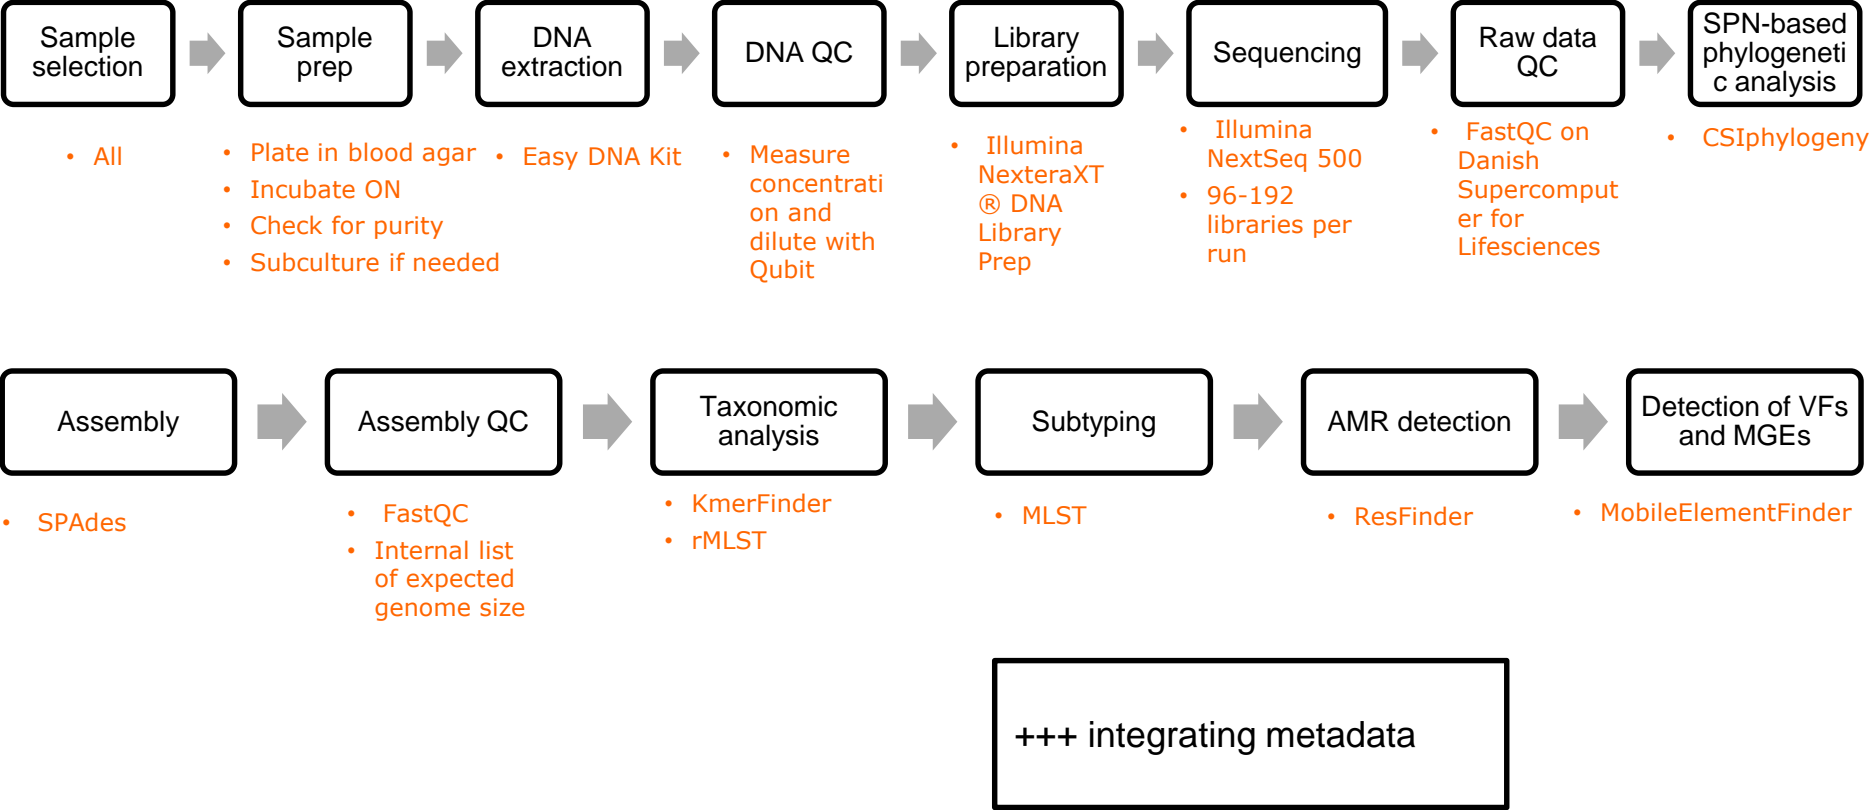 Sample
selection
Sample
prep
DNA
extraction
DNA QC
Library
preparation
Sequencing
Raw data
QC
SPN-based
phylogeneti
c analysis
• All
• Plate in blood agar
• Incubate ON
• Check for purity
• Subculture if needed
• Easy DNA Kit
• Measure
concentrati
on and
dilute with
Qubit
• Illumina
NexteraXT
® DNA
Library
Prep
• Illumina
NextSeq 500
• 96-192
libraries per
run
• FastQC on
Danish
Supercomput
er for
Lifesciences
• CSIphylogeny
Assembly
Assembly QC
Taxonomic
analysis
Subtyping
AMR detection
Detection of VFs
and MGEs
• SPAdes
• FastQC
• Internal list
of expected
genome size
• KmerFinder
• rMLST
• MLST
• ResFinder
• MobileElementFinder
+++ integrating metadata